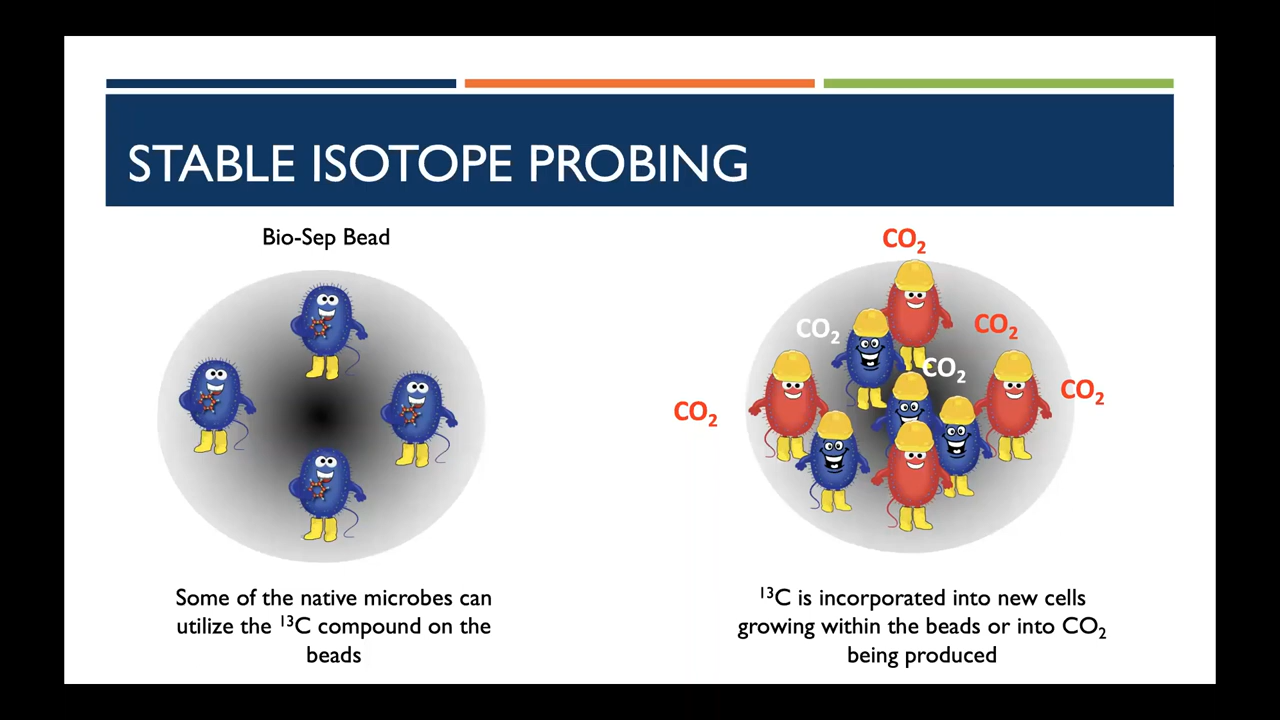 STABLE ISOTOPE PROBING
Bio-Sep Bead
Some of the native microbes can
utilize the ¹³C compound on the
beads
CO₂
CO₂
CO₂
CO₂
CO₂
CO₂
¹³C is incorporated into new cells
growing within the beads or into CO₂
being produced